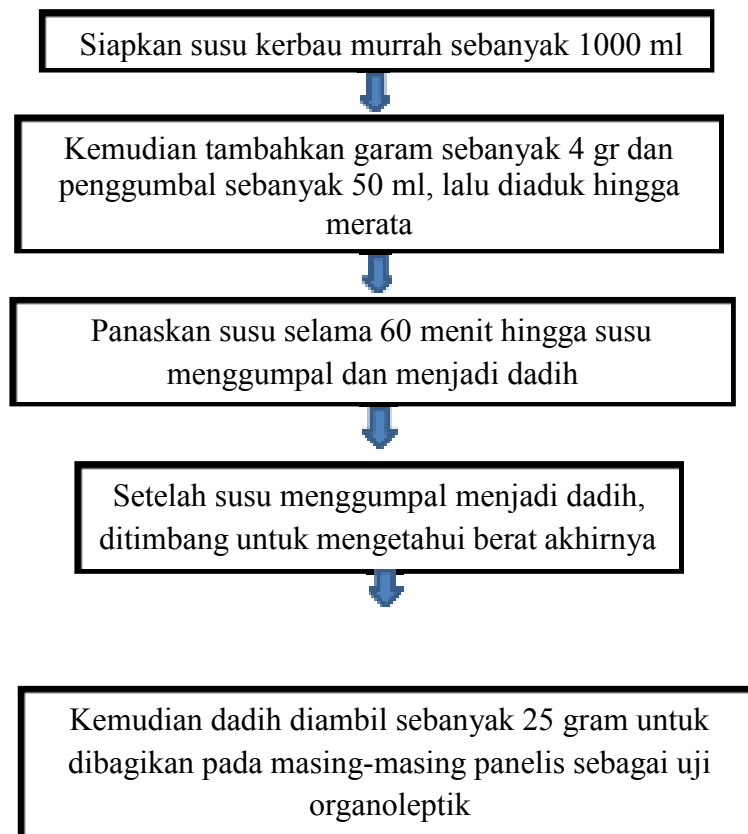 Siapkan susu kerbau murrah sebanyak 1000 ml
Kemudian tambahkan garam sebanyak 4 gr dan
penggumbal sebanyak 50 ml, lalu diaduk hingga
merata
Panaskan susu selama 60 menit hingga susu
menggumpal dan menjadi dadih
Setelah susu menggumpal menjadi dadih,
ditimbang untuk mengetahui berat akhirnya
Kemudian dadih diambil sebanyak 25 gram untuk
dibagikan pada masing-masing panelis sebagai uji
organoleptik